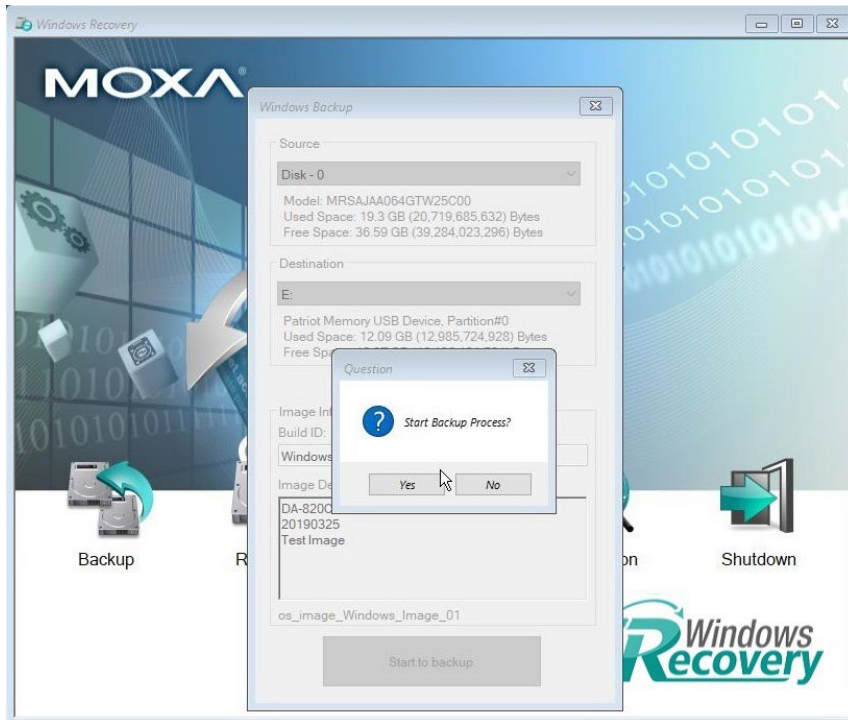 Windows Recovery
MOXA®
Windows Backup
Source
Disk - 0
Model: MRSAJAA064GTW25C00
Used Space: 19.3 GB (20,719,685,632) Bytes
Free Space: 36.59 GB (39,284,023,296) Bytes
Destination
E:
Patriot Memory USB Device, Partition#0
Used Space: 12.09 GB (12,985,724,928) Bytes
Free
Question
Start Backup Process?
Yes
No
Image
Build ID:
Windows
Image
DA-820C
20190325
Test Image
os_image_Windows_Image_01
Start to backup
Backup
Shutdown
Windows
Recovery